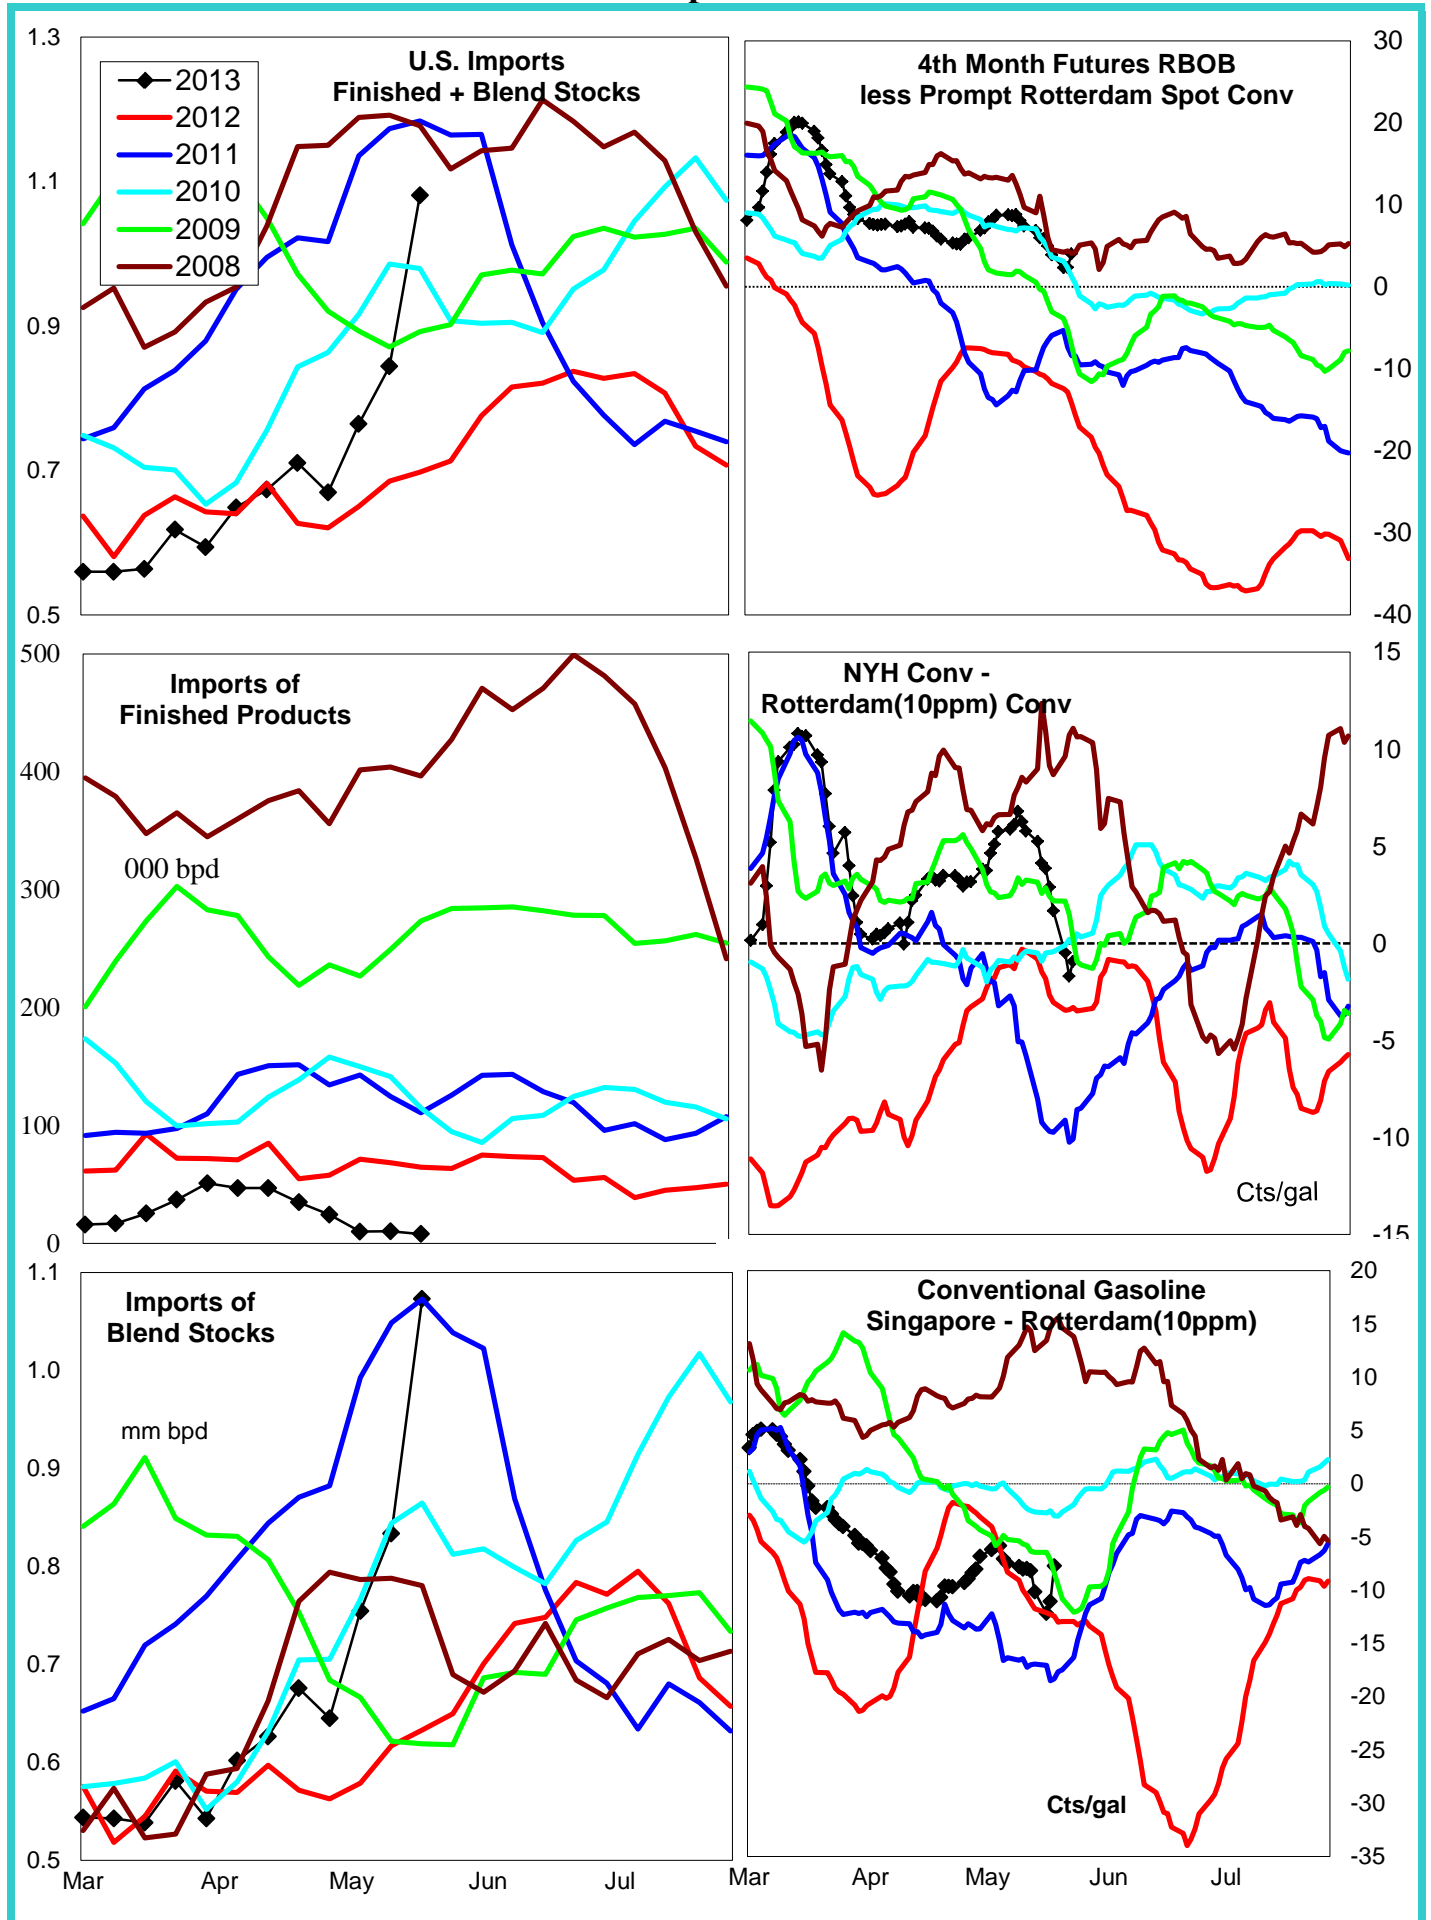 U.S. Imports
Finished + Blend Stocks
1.3
1.1
0.9
0.7
0.5
2013
2012
2011
2010
2009
2008
4th Month Futures RBOB
less Prompt Rotterdam Spot Conv
30
20
10
0
-10
-20
-30
-40
Imports of
Finished Products
500
400
300
200
100
0
000 bpd
NYH Conv -
Rotterdam(10ppm) Conv
15
10
5
0
-5
-10
-15
Cts/gal
Imports of
Blend Stocks
1.1
1.0
0.9
0.8
0.7
0.6
0.5
mm bpd
Mar Apr May Jun Jul
Conventional Gasoline
Singapore - Rotterdam(10ppm)
20
15
10
5
0
-5
-10
-15
-20
-25
-30
-35
Cts/gal
Mar Apr May Jun Jul